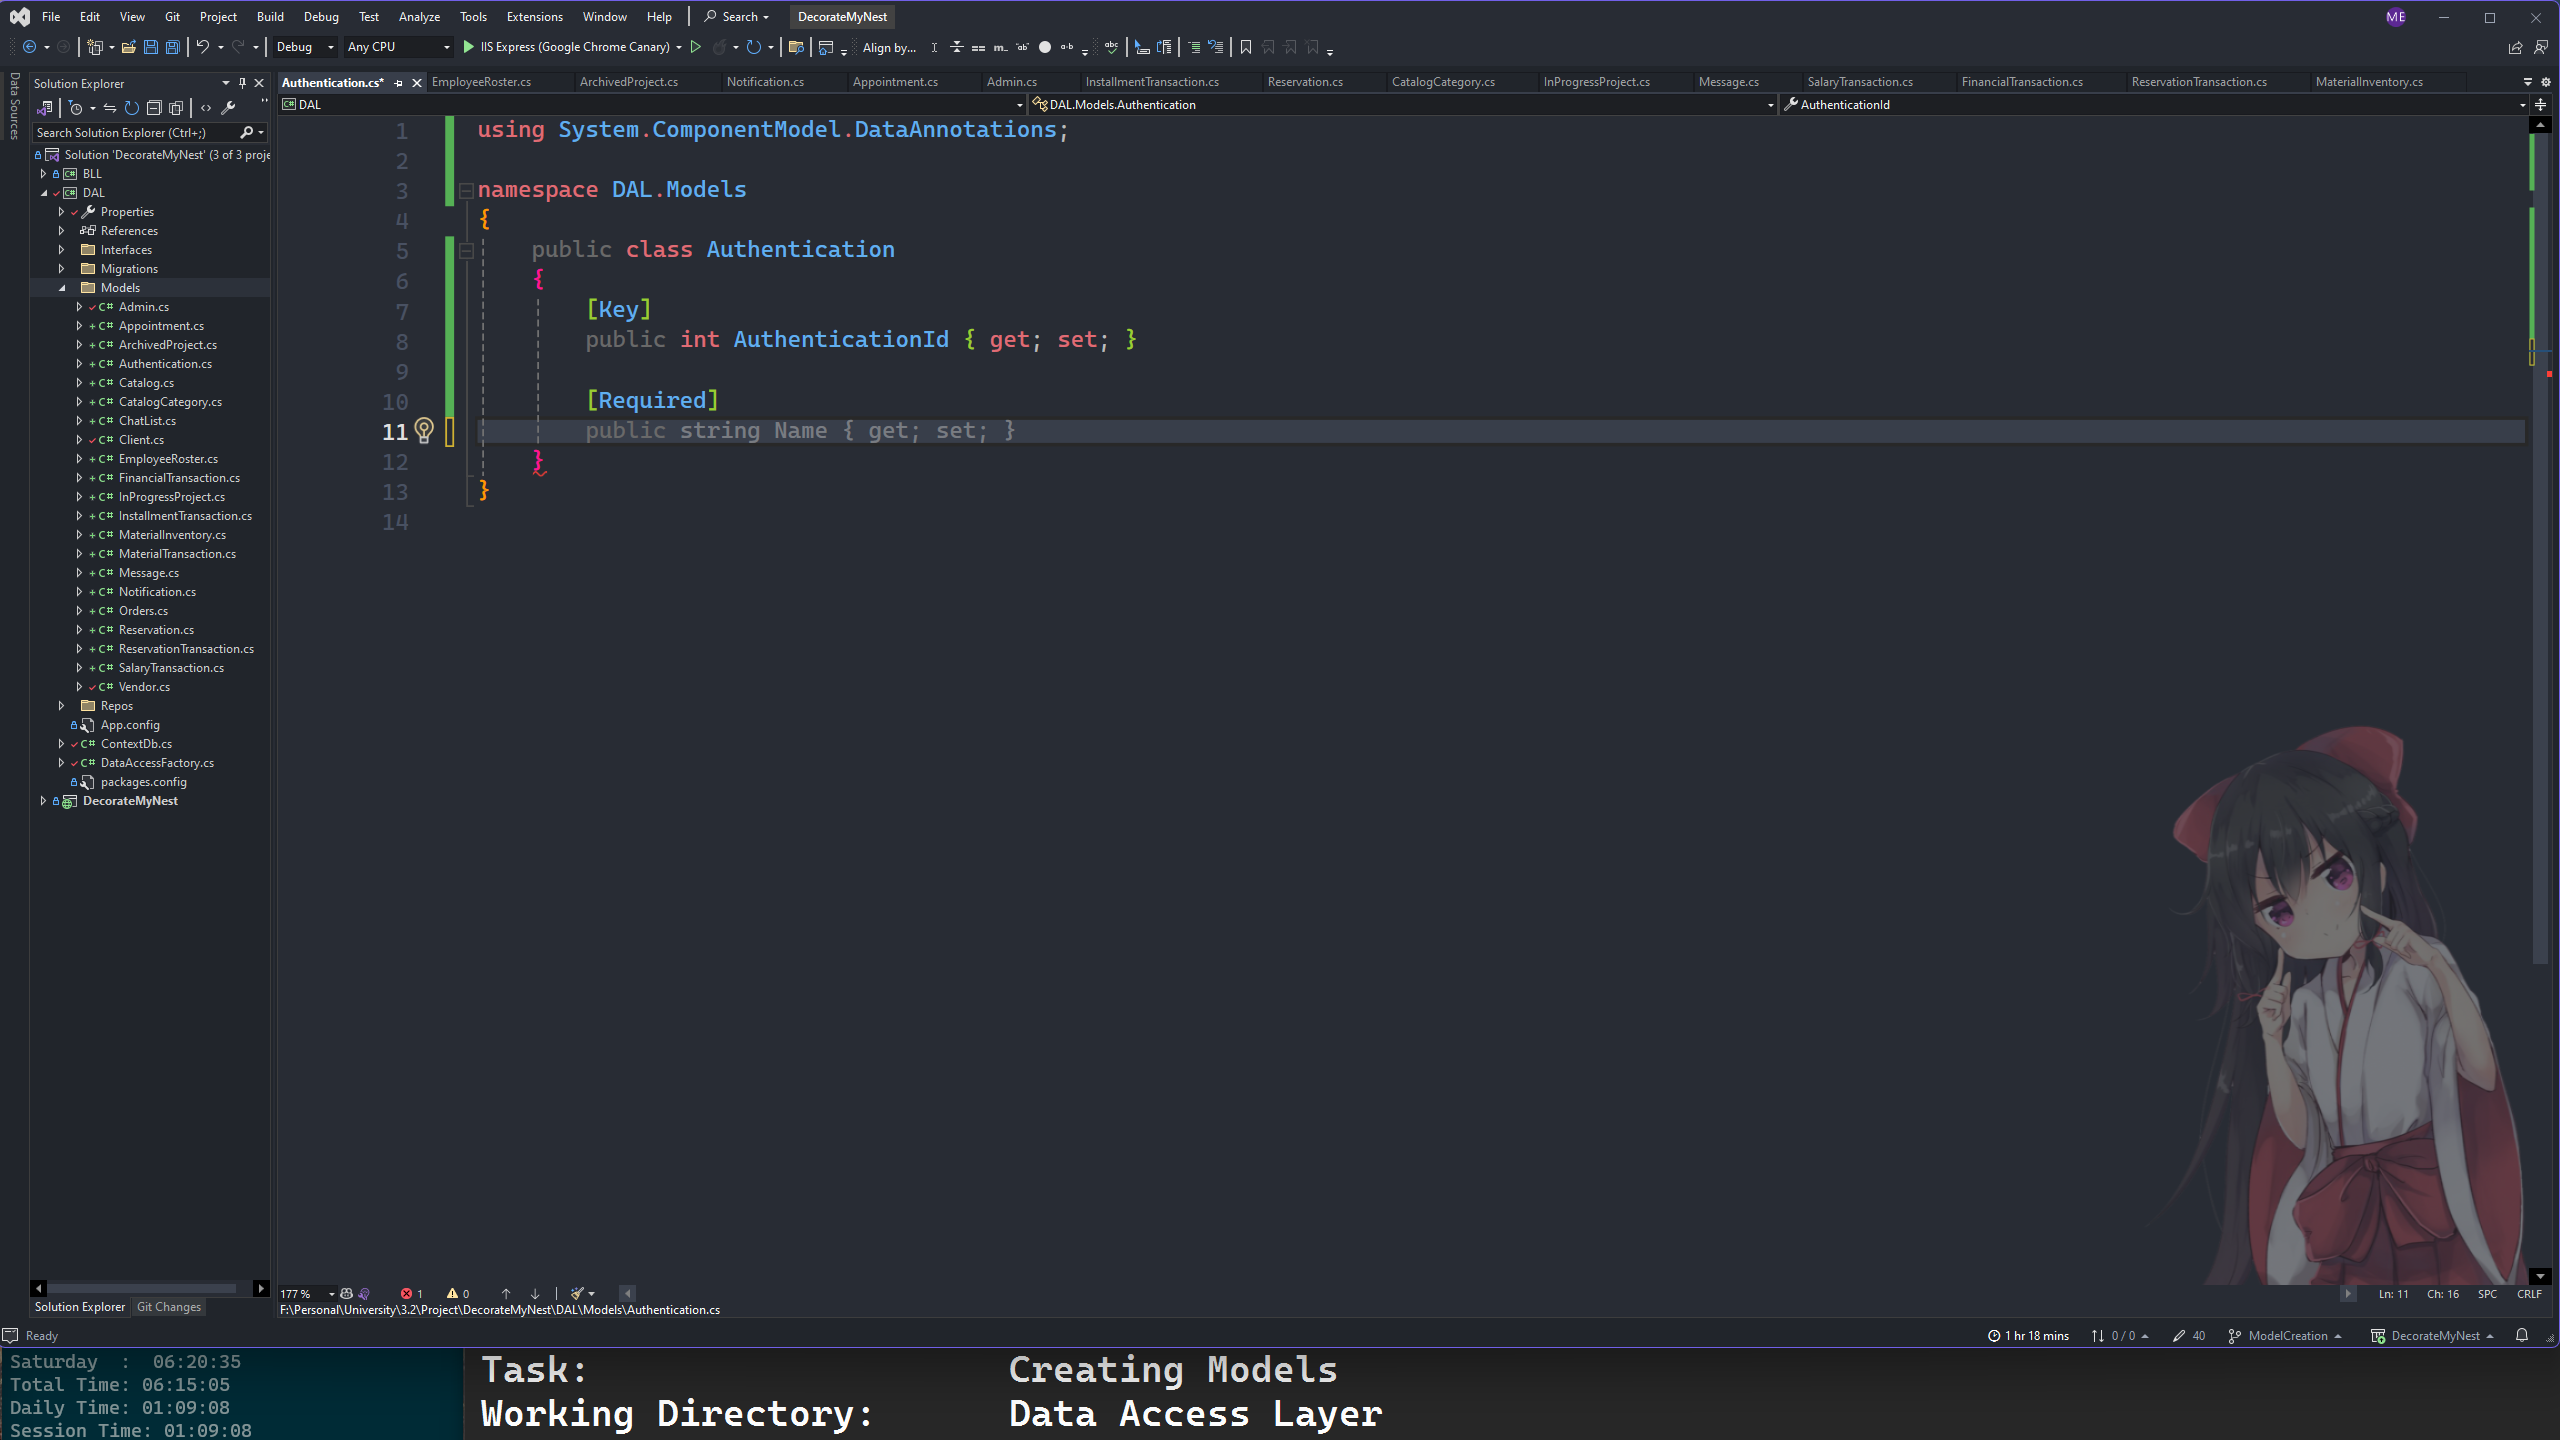 File Edit View Git Project Build Debug Test Analyze Tools Extensions Window Help Search DecorateMyNest ME
Debug Any CPU IIS Express (Google Chrome Canary) Align by...
Data Sources
Solution Explorer
Search Solution Explorer (Ctrl+;)
Solution 'DecorateMyNest' (3 of 3 proje
BLL
DAL
Properties
References
Interfaces
Migrations
Models
Admin.cs
Appointment.cs
ArchivedProject.cs
Authentication.cs
Catalog.cs
CatalogCategory.cs
ChatList.cs
Client.cs
EmployeeRoster.cs
FinancialTransaction.cs
InProgressProject.cs
InstallmentTransaction.cs
MaterialInventory.cs
MaterialTransaction.cs
Message.cs
Notification.cs
Orders.cs
Reservation.cs
ReservationTransaction.cs
SalaryTransaction.cs
Vendor.cs
Repos
App.config
ContextDb.cs
DataAccessFactory.cs
packages.config
DecorateMyNest
Solution Explorer Git Changes
Authentication.cs* EmployeeRoster.cs ArchivedProject.cs Notification.cs Appointment.cs Admin.cs InstallmentTransaction.cs Reservation.cs CatalogCategory.cs InProgressProject.cs Message.cs SalaryTransaction.cs FinancialTransaction.cs ReservationTransaction.cs MaterialInventory.cs
DAL DAL.Models.Authentication AuthenticationId
1 using System.ComponentModel.DataAnnotations;
2
3 namespace DAL.Models
4 {
5 public class Authentication
6 {
7 [Key]
8 public int AuthenticationId { get; set; }
9
10 [Required]
11 public string Name { get; set; }
12 }
13 }
14
177 % 1 0 Ln: 11 Ch: 16 SPC CRLF
F:\Personal\University\3.2\Project\DecorateMyNest\DAL\Models\Authentication.cs
Ready 1 hr 18 mins 0 / 0 40 ModelCreation DecorateMyNest
Saturday : 06:20:35
Total Time: 06:15:05
Daily Time: 01:09:08
Session Time: 01:09:08
Task: Creating Models
Working Directory: Data Access Layer